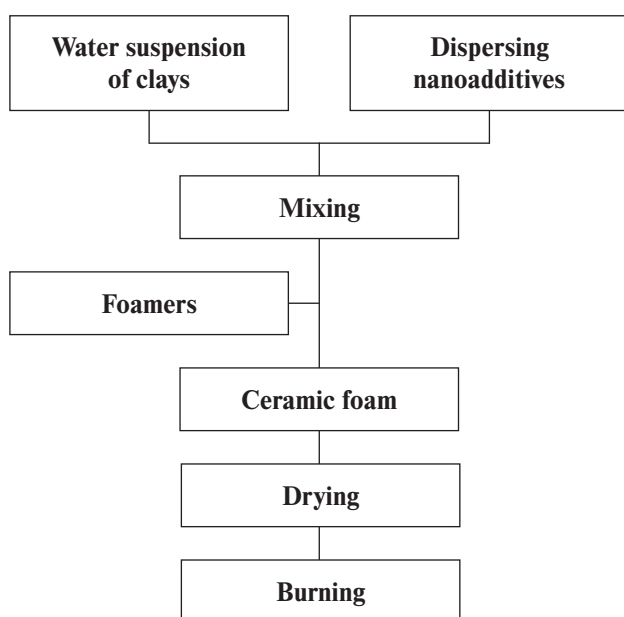 Water suspension
of clays
Dispersing
nanoadditives
Mixing
Foamers
Ceramic foam
Drying
Burning